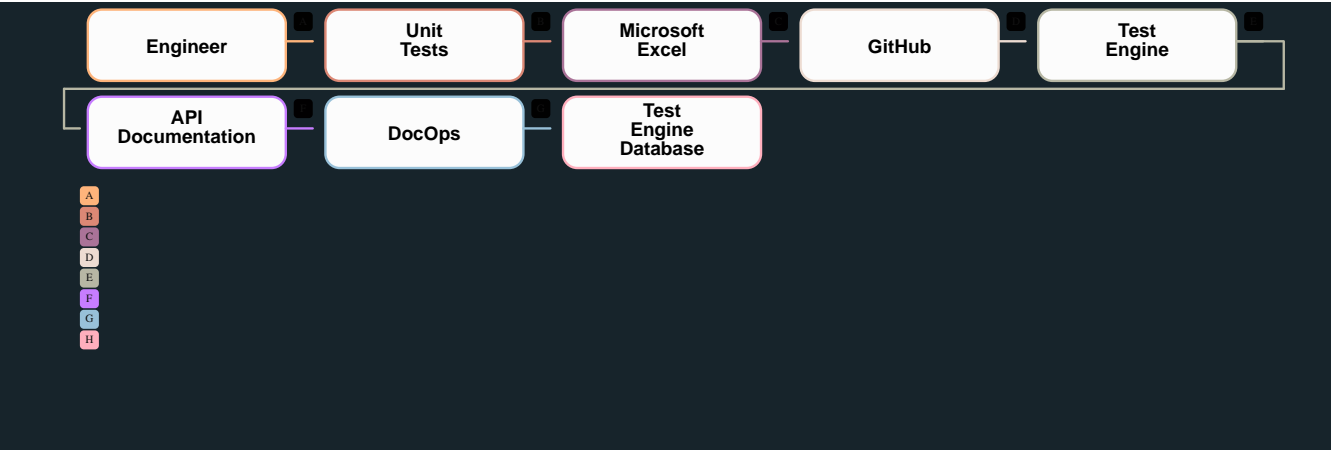 Engineer
A
Unit
Tests
B
Microsoft
Excel
C
GitHub
D
Test
Engine
E
API
Documentation
F
DocOps
G
Test
Engine
Database
A
B
C
D
E
F
G
H